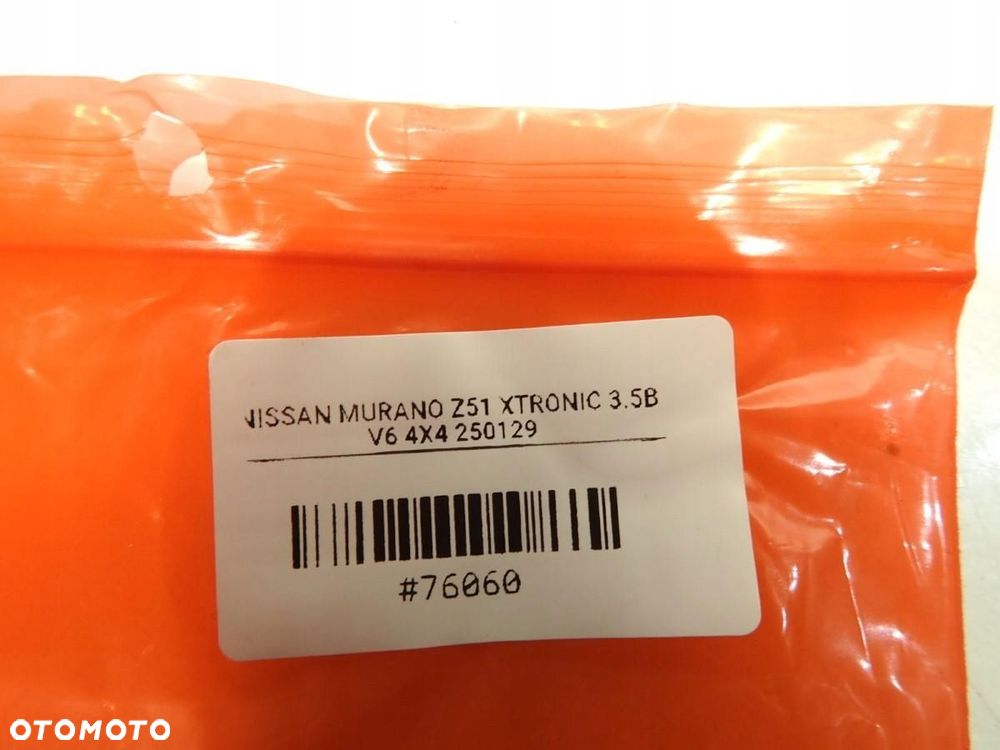 NISSAN MURANO Z51 XTRONIC 3.5B
V6 4X4 250129
#76060
OTOMOTO